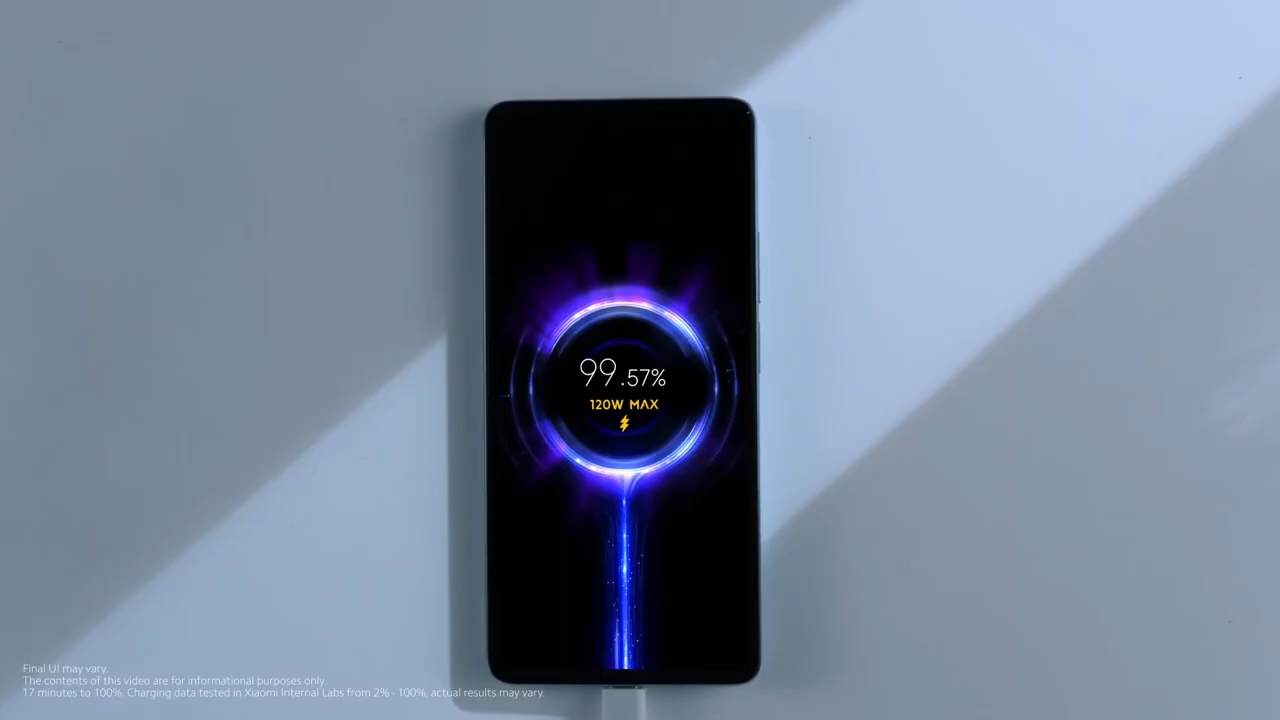 99.57%
120W MAX
Final UI may vary.
The contents of this video are for informational purposes only.
17 minutes to 100%. Charging data tested in Xiaomi Internal Labs from 2% - 100%, actual results may vary.